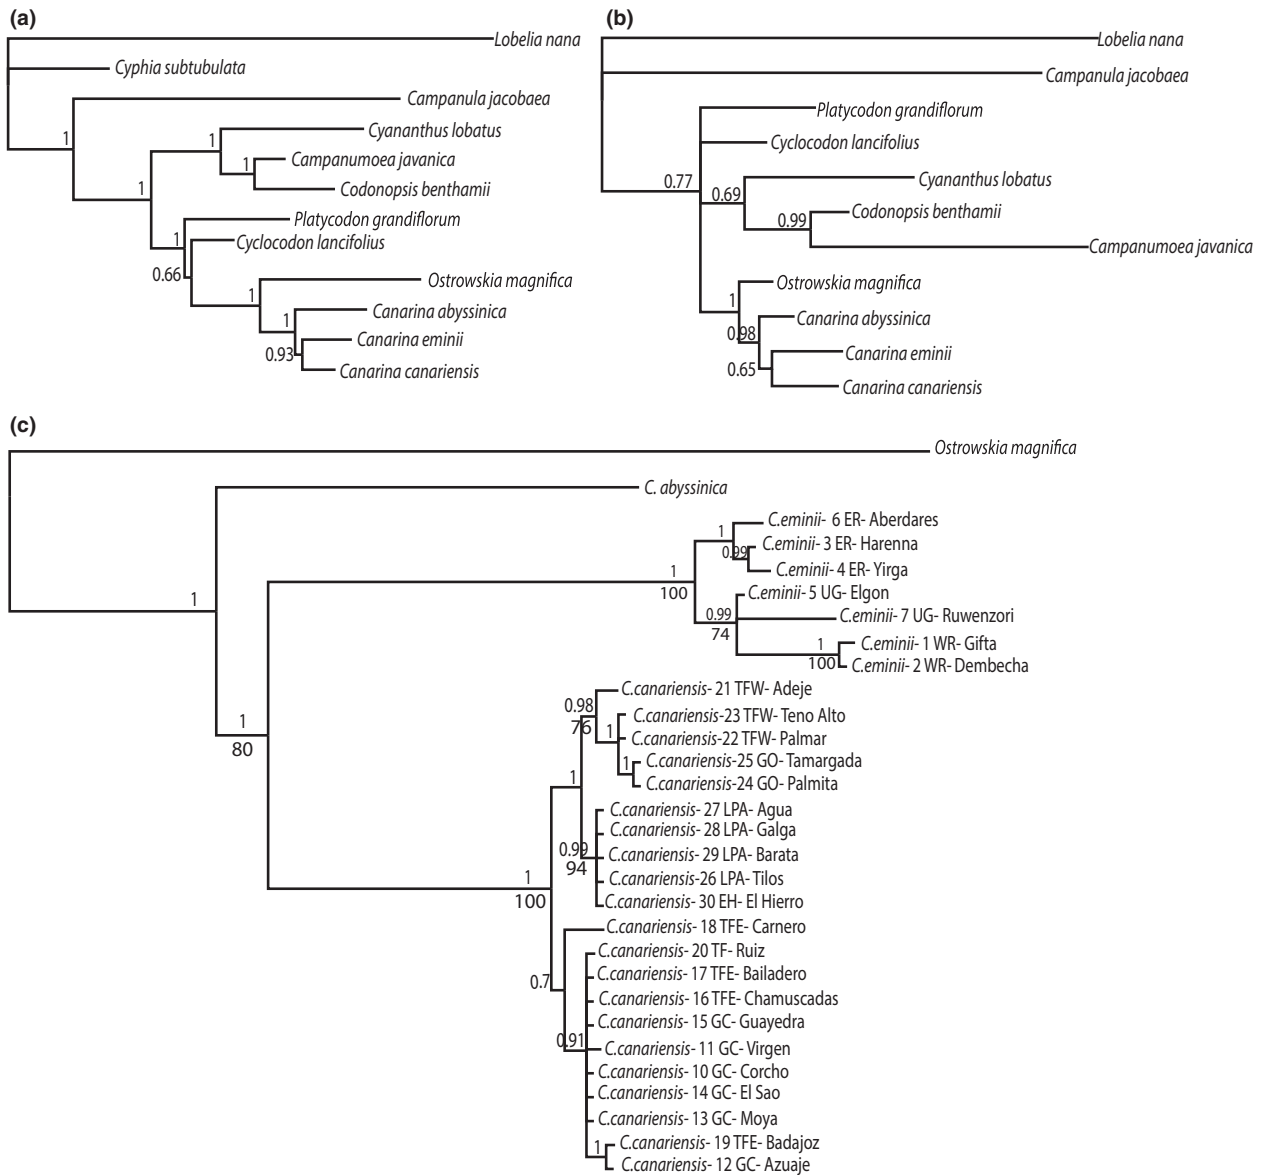 (a)
Lobelia nana
Cyphia subtubulata
1
Campanula jacobaea
1
1
Cyananthus lobatus
1
Campanumoea javanica
Codonopsis benthamii
1
Platycodon grandiflorum
0.66
Cyclocodon lancifolius
1
Ostrowskia magnifica
1
Canarina abyssinica
0.93
Canarina eminii
Canarina canariensis
(b)
Lobelia nana
Campanula jacobaea
0.77
Platycodon grandiflorum
Cyclocodon lancifolius
0.69
Cyananthus lobatus
0.99
Codonopsis benthamii
Campanumoea javanica
1
Ostrowskia magnifica
0.98
Canarina abyssinica
0.65
Canarina eminii
Canarina canariensis
(c)
Ostrowskia magnifica
1
C. abyssinica
1
80
1
100
1
C.eminii- 6 ER- Aberdares
0.99
C.eminii- 3 ER- Harenna
C.eminii- 4 ER- Yirga
0.99
74
C.eminii- 5 UG- Elgon
C.eminii- 7 UG- Ruwenzori
1
100
C.eminii- 1 WR- Gifta
C.eminii- 2 WR- Dembecha
1
100
1
0.98
76
C.canariensis- 21 TFW- Adeje
1
C.canariensis-23 TFW- Teno Alto
C.canariensis-22 TFW- Palmar
1
C.canariensis-25 GO- Tamargada
C.canariensis- 24 GO- Palmita
0.99
94
C.canariensis- 27 LPA- Agua
C.canariensis- 28 LPA- Galga
C.canariensis- 29 LPA- Barata
C.canariensis-26 LPA- Tilos
C.canariensis- 30 EH- El Hierro
0.7
C.canariensis- 18 TFE- Carnero
0.91
C.canariensis- 20 TF- Ruiz
C.canariensis- 17 TFE- Bailadero
C.canariensis- 16 TFE- Chamuscadas
C.canariensis- 15 GC- Guayedra
C.canariensis- 11 GC- Virgen
C.canariensis- 10 GC- Corcho
C.canariensis- 14 GC- El Sao
C.canariensis- 13 GC- Moya
1
C.canariensis- 19 TFE- Badajoz
C.canariensis- 12 GC- Azuaje